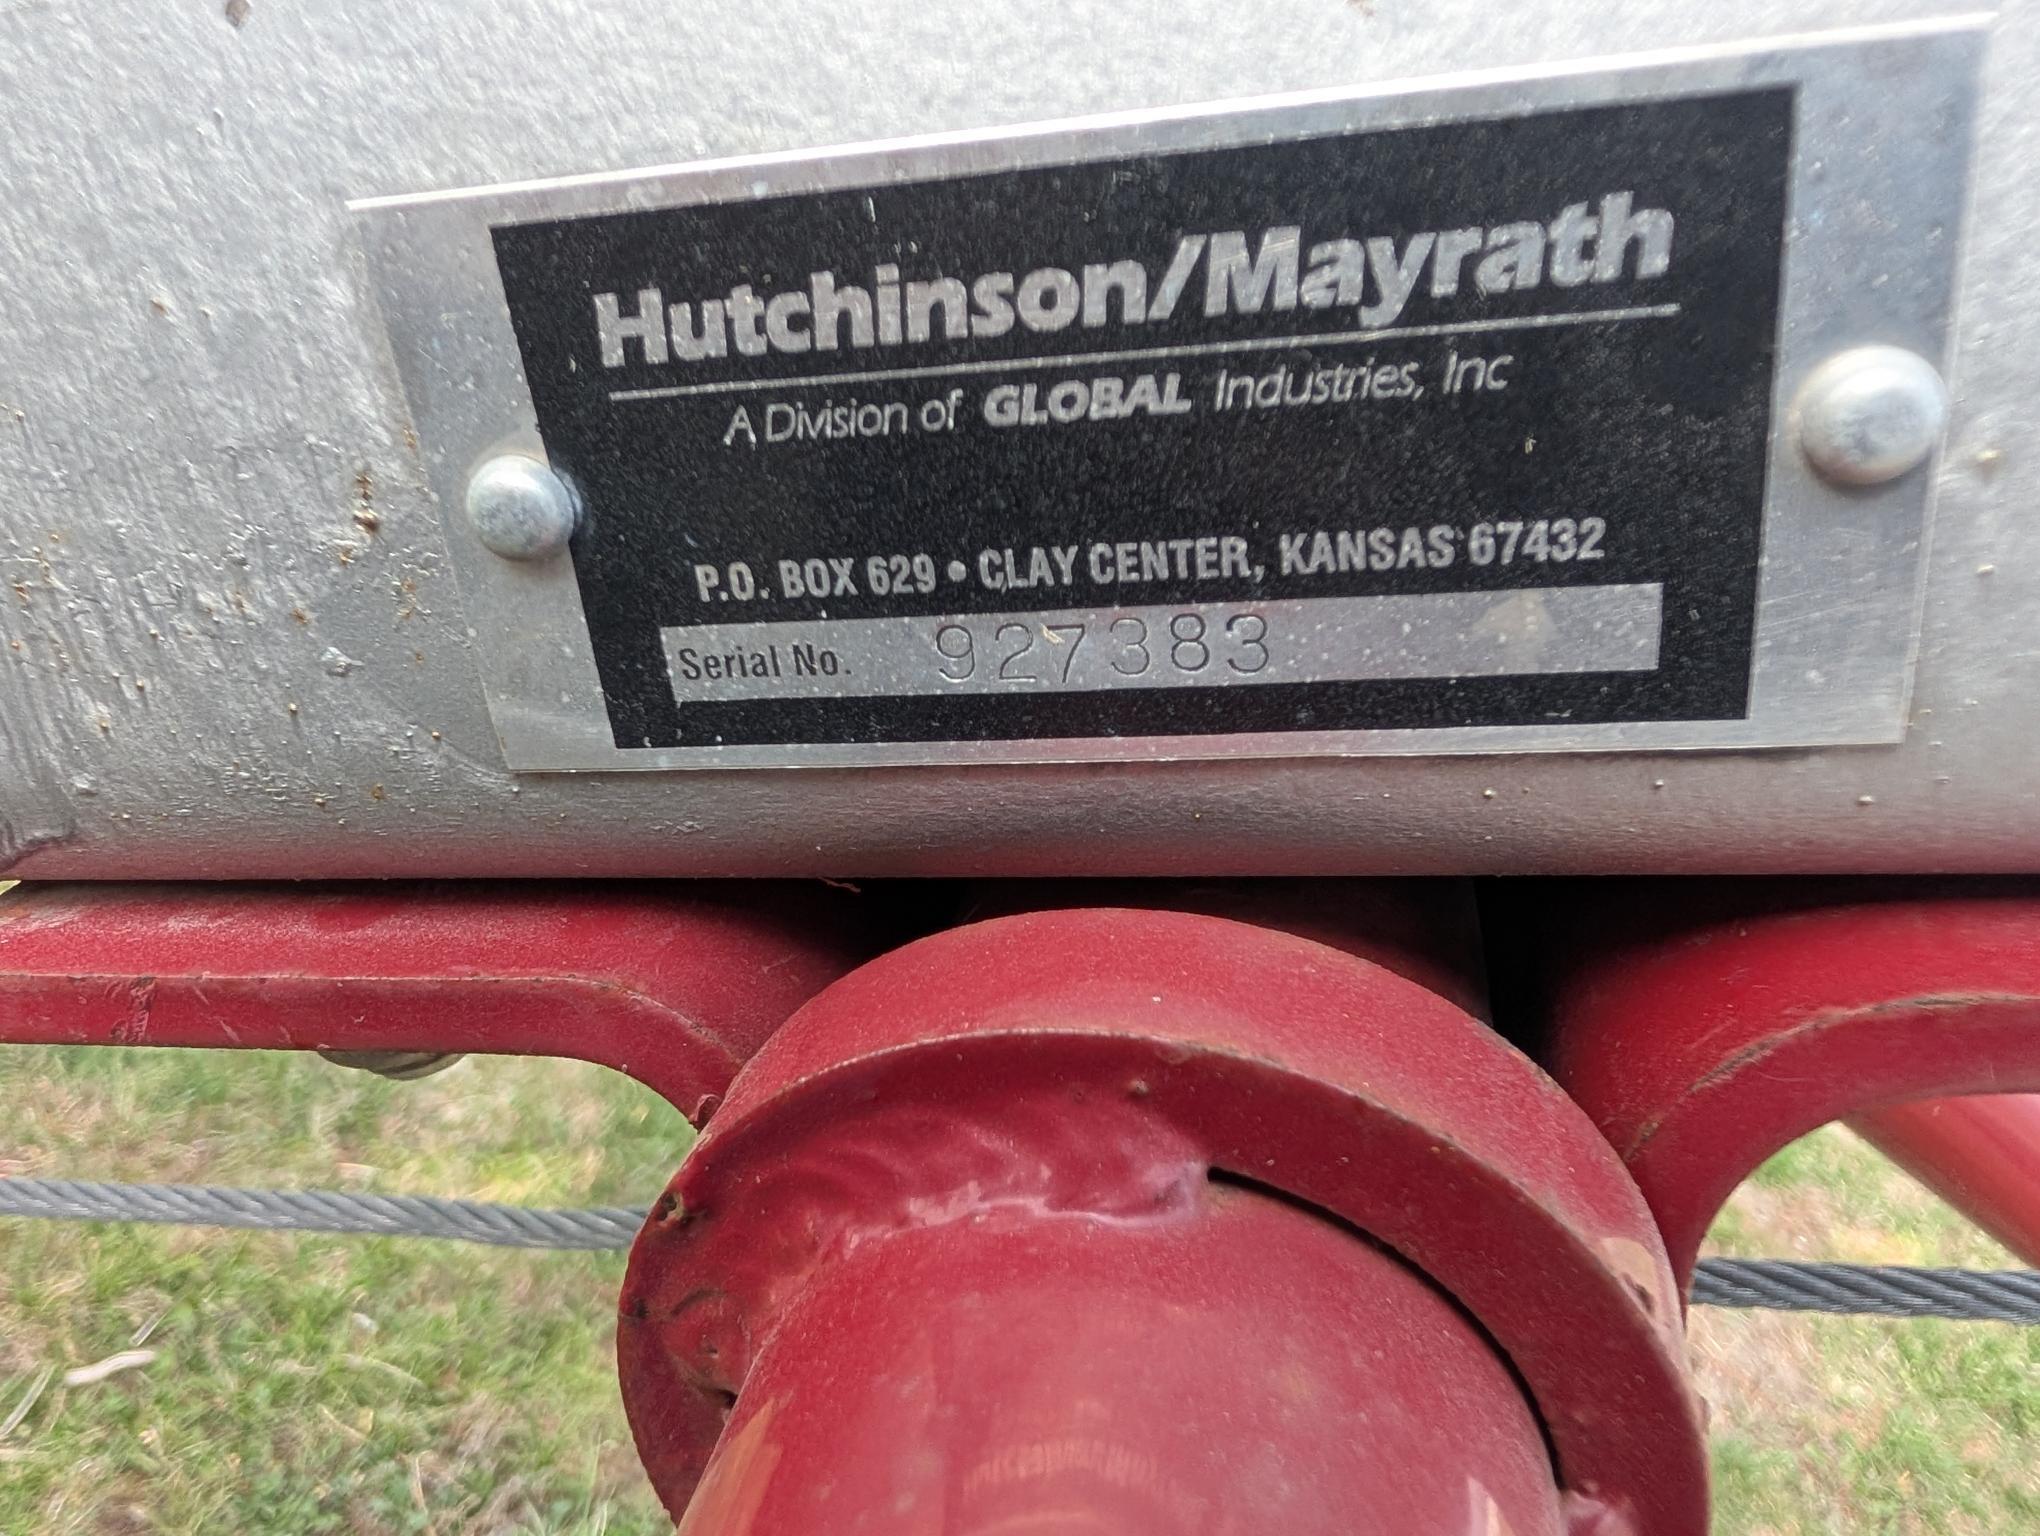 Hutchinson/Mayrath
A Division of GLOBAL Industries, Inc
P.O. BOX 629 • CLAY CENTER, KANSAS 67432
Serial No. 927383